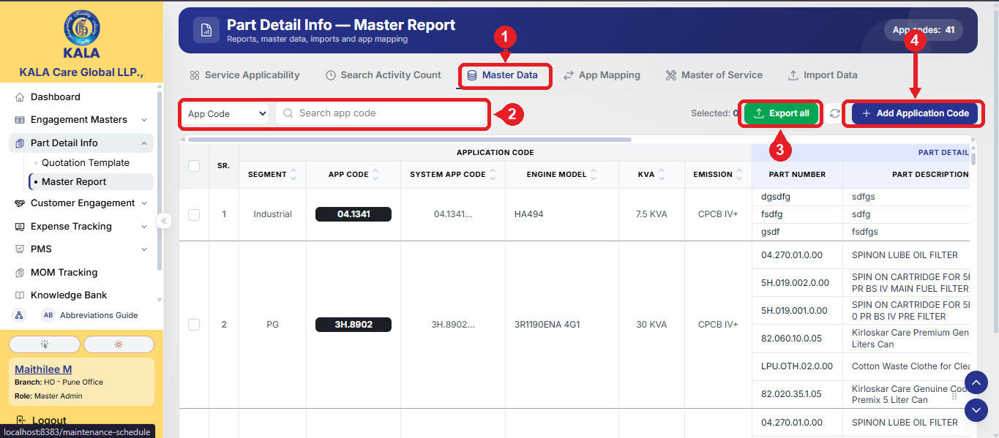 KALA
KALA Care Global LLP.,
Dashboard
Engagement Masters
Part Detail Info
Quotation Template
Master Report
Customer Engagement
Expense Tracking
PMS
MOM Tracking
Knowledge Bank
AB Abbreviations Guide
Maithilee M
Branch: HO - Pune Office
Role: Master Admin
Logout
localhost:8383/maintenance-schedule
Part Detail Info — Master Report
Reports, master data, imports and app mapping
App codes: 41
1
4
Service Applicability
Search Activity Count
Master Data
App Mapping
Master of Service
Import Data
App Code
Search app code
2
Selected: 0
Export all
Add Application Code
3
APPLICATION CODE
PART DETAIL
SR.
SEGMENT
APP CODE
SYSTEM APP CODE
ENGINE MODEL
KVA
EMISSION
PART NUMBER
PART DESCRIPTION
1 Industrial 04.1341 04.1341... HA494 7.5 KVA CPCB IV+
dgsdfg sdfgs
fsdfg sdfg
gsdf fsdfgs
2 PG 3H.8902 3H.8902... 3R1190ENA 4G1 30 KVA CPCB IV+
04.270.01.0.00 SPINON LUBE OIL FILTER
5H.019.002.0.00 SPIN ON CARTRIDGE FOR 5H
PR BS IV MAIN FUEL FILTER
5H.019.001.0.00 SPIN ON CARTRIDGE FOR 5H
0 PR BS IV PRE FILTER
82.060.10.0.05 Kirloskar Care Premium Gen
Liters Can
LPU.OTH.02.0.00 Cotton Waste Clothe for Clea
82.020.35.1.05 Kirloskar Care Genuine Coo
Premix 5 Liter Can
04.270.01.0.00 SPINON LUBE OIL FILTER